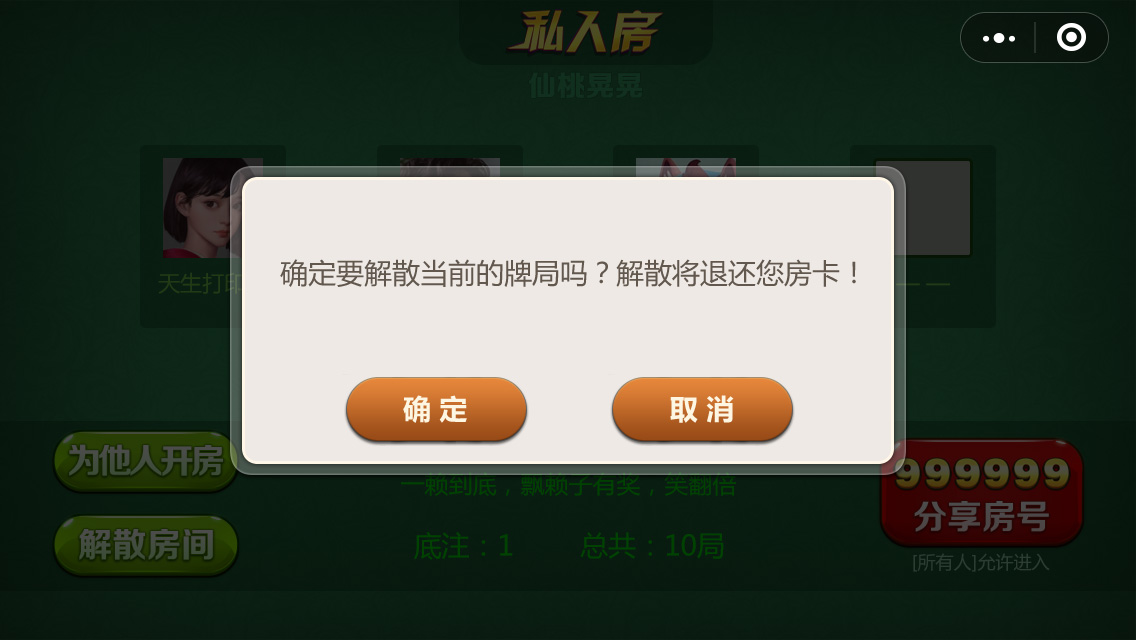 私人房
仙桃晃晃
天生打印
确定要解散当前的牌局吗？解散将退还您房卡！
确定
取消
为他人开房
解散房间
一赖到底，飘赖子有奖，笑翻倍
底注：1
总共：10局
999999
分享房号
[所有人]允许进入